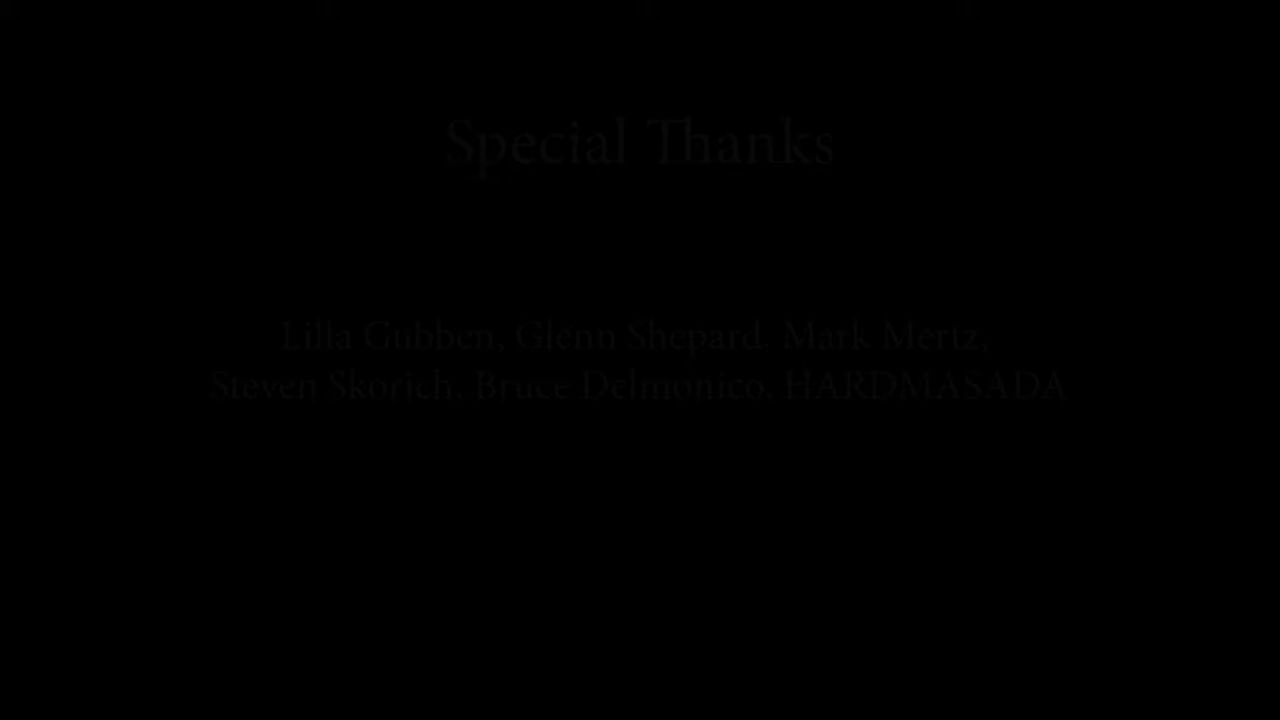 Special Thanks
Lilla Gubben, Glenn Shepard, Mark Mertz,
Steven Skorich, Bruce Delmonico, HARDMASADA